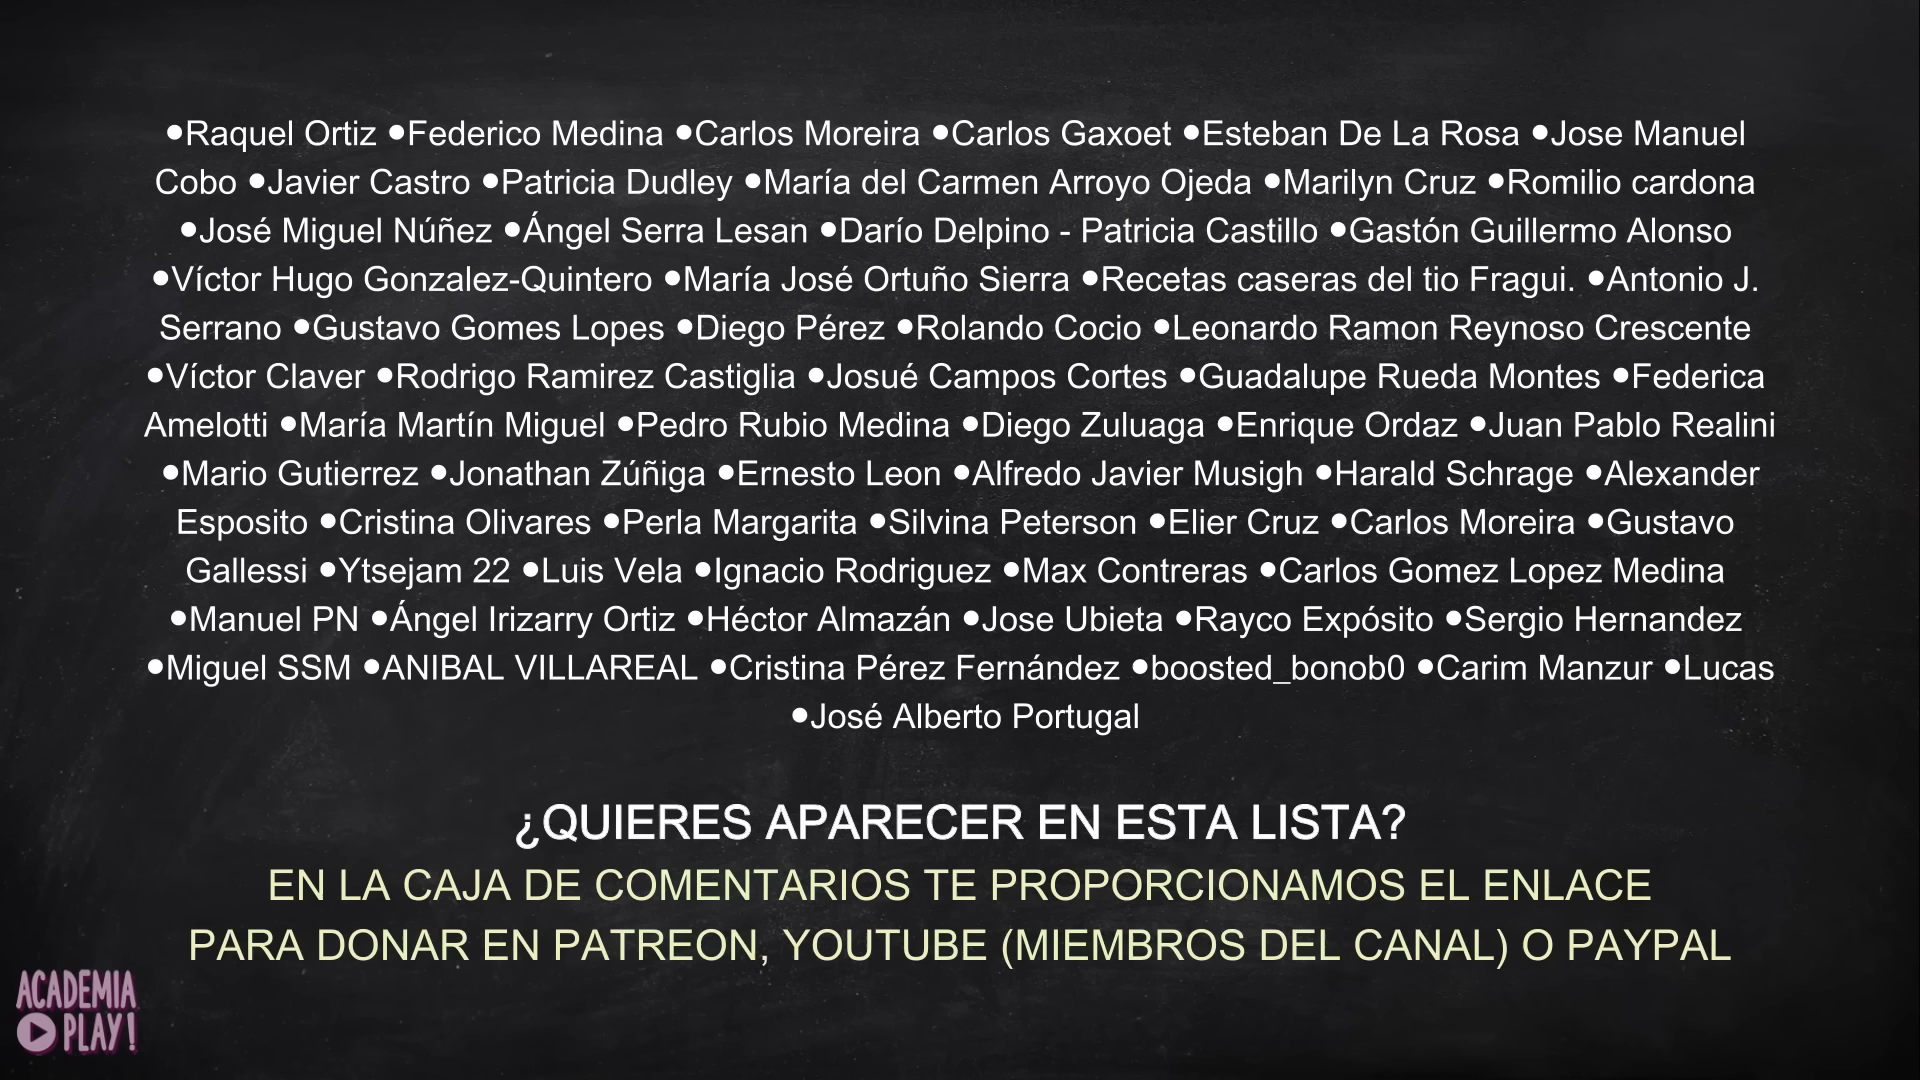 ●Raquel Ortiz ●Federico Medina ●Carlos Moreira ●Carlos Gaxoet ●Esteban De La Rosa ●Jose Manuel
Cobo ●Javier Castro ●Patricia Dudley ●María del Carmen Arroyo Ojeda ●Marilyn Cruz ●Romilio cardona
●José Miguel Núñez ●Ángel Serra Lesan ●Darío Delpino - Patricia Castillo ●Gastón Guillermo Alonso
●Víctor Hugo Gonzalez-Quintero ●María José Ortuño Sierra ●Recetas caseras del tio Fragui. ●Antonio J.
Serrano ●Gustavo Gomes Lopes ●Diego Pérez ●Rolando Cocio ●Leonardo Ramon Reynoso Crescente
●Víctor Claver ●Rodrigo Ramirez Castiglia ●Josué Campos Cortes ●Guadalupe Rueda Montes ●Federica
Amelotti ●María Martín Miguel ●Pedro Rubio Medina ●Diego Zuluaga ●Enrique Ordaz ●Juan Pablo Realini
●Mario Gutierrez ●Jonathan Zúñiga ●Ernesto Leon ●Alfredo Javier Musigh ●Harald Schrage ●Alexander
Esposito ●Cristina Olivares ●Perla Margarita ●Silvina Peterson ●Elier Cruz ●Carlos Moreira ●Gustavo
Gallessi ●Ytsejam 22 ●Luis Vela ●Ignacio Rodriguez ●Max Contreras ●Carlos Gomez Lopez Medina
●Manuel PN ●Ángel Irizarry Ortiz ●Héctor Almazán ●Jose Ubieta ●Rayco Expósito ●Sergio Hernandez
●Miguel SSM ●ANIBAL VILLAREAL ●Cristina Pérez Fernández ●boosted_bonob0 ●Carim Manzur ●Lucas
●José Alberto Portugal
¿QUIERES APARECER EN ESTA LISTA?
EN LA CAJA DE COMENTARIOS TE PROPORCIONAMOS EL ENLACE
PARA DONAR EN PATREON, YOUTUBE (MIEMBROS DEL CANAL) O PAYPAL
ACADEMIA
PLAY!